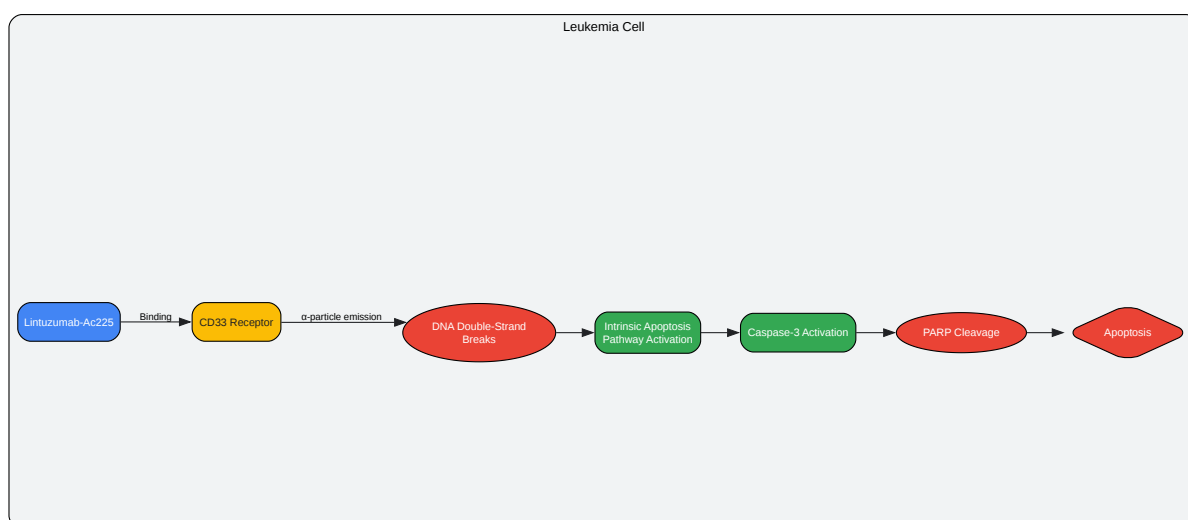 Leukemia Cell
Lintuzumab-Ac225
Binding
CD33 Receptor
α-particle emission
DNA Double-Strand
Breaks
Intrinsic Apoptosis
Pathway Activation
Caspase-3 Activation
PARP Cleavage
Apoptosis